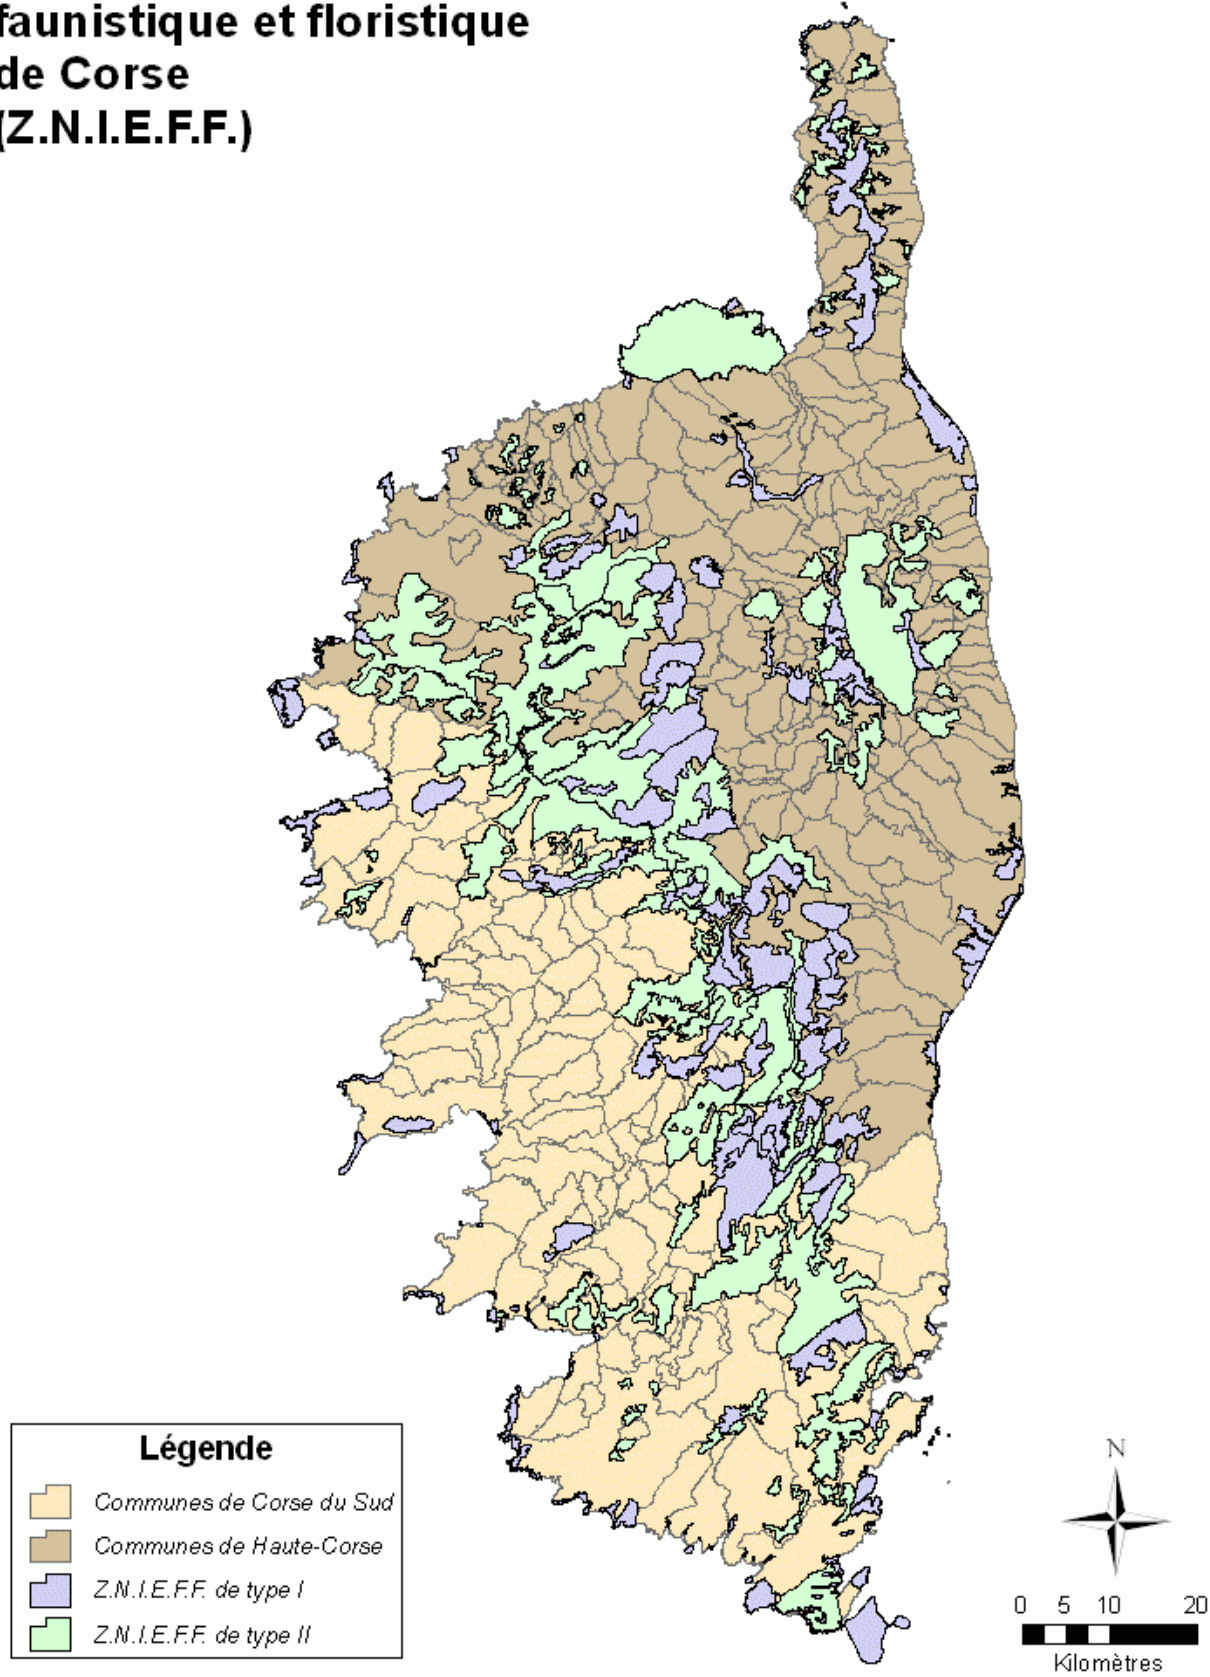 faunistique et floristique
de Corse
(Z.N.I.E.F.F.)
Légende
Communes de Corse du Sud
Communes de Haute-Corse
Z.N.I.E.F.F. de type I
Z.N.I.E.F.F. de type II
N
0 5 10 20
Kilomètres